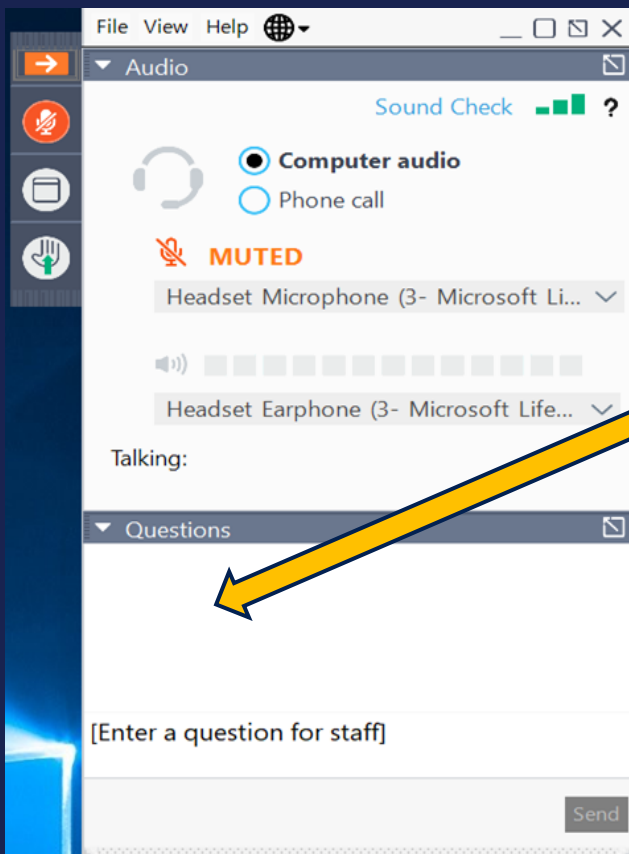 File View Help
Audio
Sound Check ?
Computer audio
Phone call
MUTED
Headset Microphone (3- Microsoft Li...
Headset Earphone (3- Microsoft Life...
Talking:
Questions
[Enter a question for staff]
Send